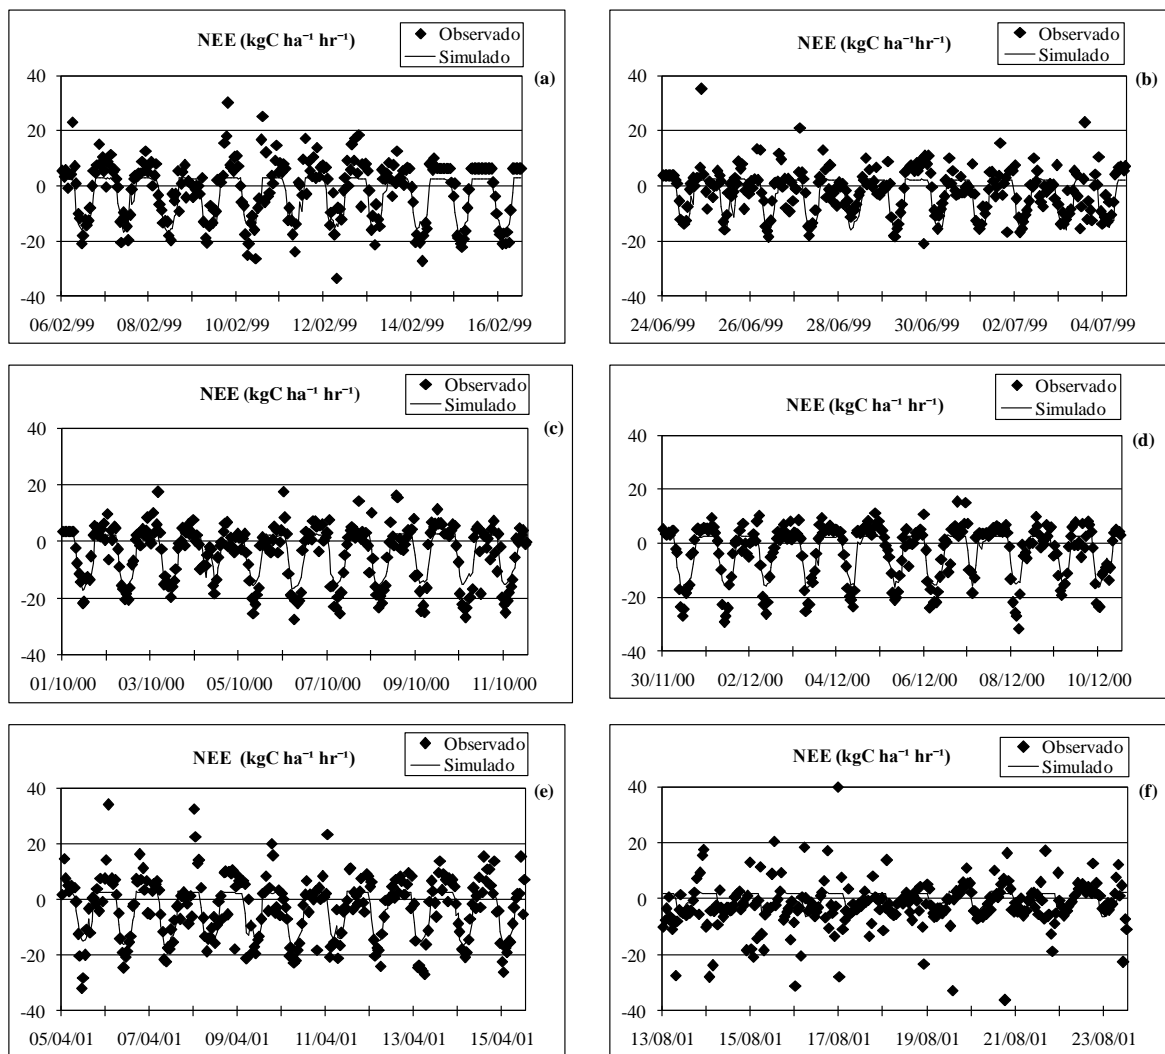 NEE (kgC ha⁻¹ hr⁻¹)
Observado
Simulado
(a)
40
20
0
-20
-40
06/02/99 08/02/99 10/02/99 12/02/99 14/02/99 16/02/99
NEE (kgC ha⁻¹hr⁻¹)
Observado
Simulado
(b)
40
20
0
-20
-40
24/06/99 26/06/99 28/06/99 30/06/99 02/07/99 04/07/99
NEE (kgC ha⁻¹ hr⁻¹)
Observado
Simulado
(c)
40
20
0
-20
-40
01/10/00 03/10/00 05/10/00 07/10/00 09/10/00 11/10/00
NEE (kgC ha⁻¹ hr⁻¹)
Observado
Simulado
(d)
40
20
0
-20
-40
30/11/00 02/12/00 04/12/00 06/12/00 08/12/00 10/12/00
NEE (kgC ha⁻¹ hr⁻¹)
Observado
Simulado
(e)
40
20
0
-20
-40
05/04/01 07/04/01 09/04/01 11/04/01 13/04/01 15/04/01
NEE (kgC ha⁻¹ hr⁻¹)
Observado
Simulado
(f)
40
20
0
-20
-40
13/08/01 15/08/01 17/08/01 19/08/01 21/08/01 23/08/01